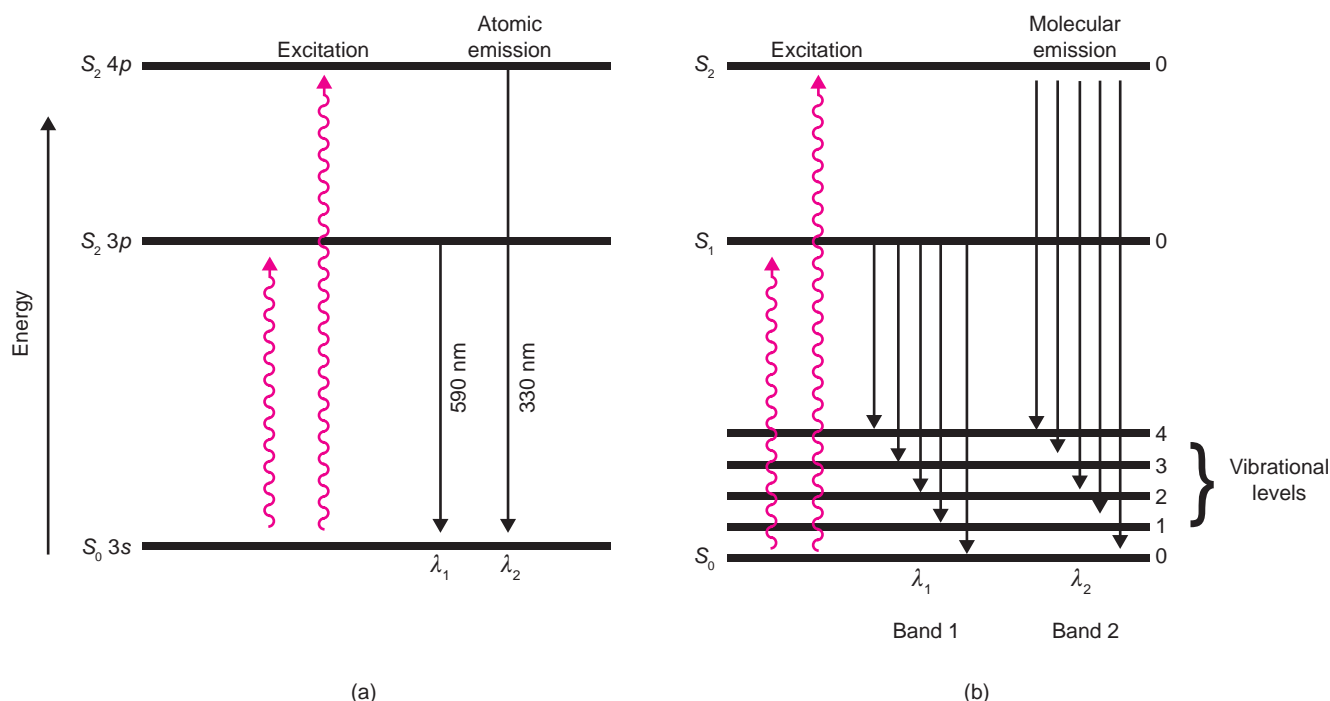 Atomic
Excitation emission
S2 4p
S2 3p
Energy
590 nm
330 nm
S0 3s
λ1 λ2
(a)
Molecular
Excitation emission
S2 0
S1 0
4
3
2
1
Vibrational
levels
S0 0
λ1 λ2
Band 1 Band 2
(b)